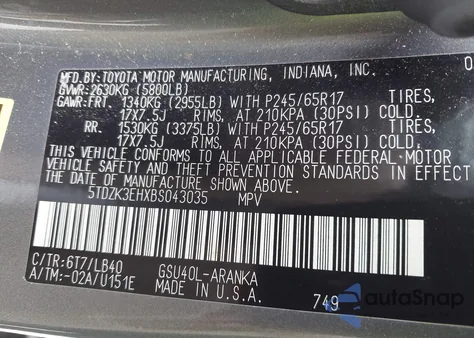 MFD.BY:TOYOTA MOTOR MANUFACTURING, INDIANA, INC.
GVWR:2630KG (5800LB)
GAWR:FRT. 1340KG (2955LB) WITH P245/65R17 TIRES,
17X7.5J RIMS, AT 210KPA (30PSI) COLD.
RR. 1530KG (3375LB) WITH P245/65R17 TIRES,
17X7.5J RIMS, AT 210KPA (30PSI) COLD.
THIS VEHICLE CONFORMS TO ALL APPLICABLE FEDERAL MOTOR
VEHICLE SAFETY AND THEFT PREVENTION STANDARDS IN EFFECT
THE DATE OF MANUFACTURE SHOWN ABOVE.
5TDZK3EHXBS043035 MPV
C/TR:6T7/LB40 GSU40L-ARANKA
A/TM:-02A/U151E MADE IN U.S.A. 749
autoSnap